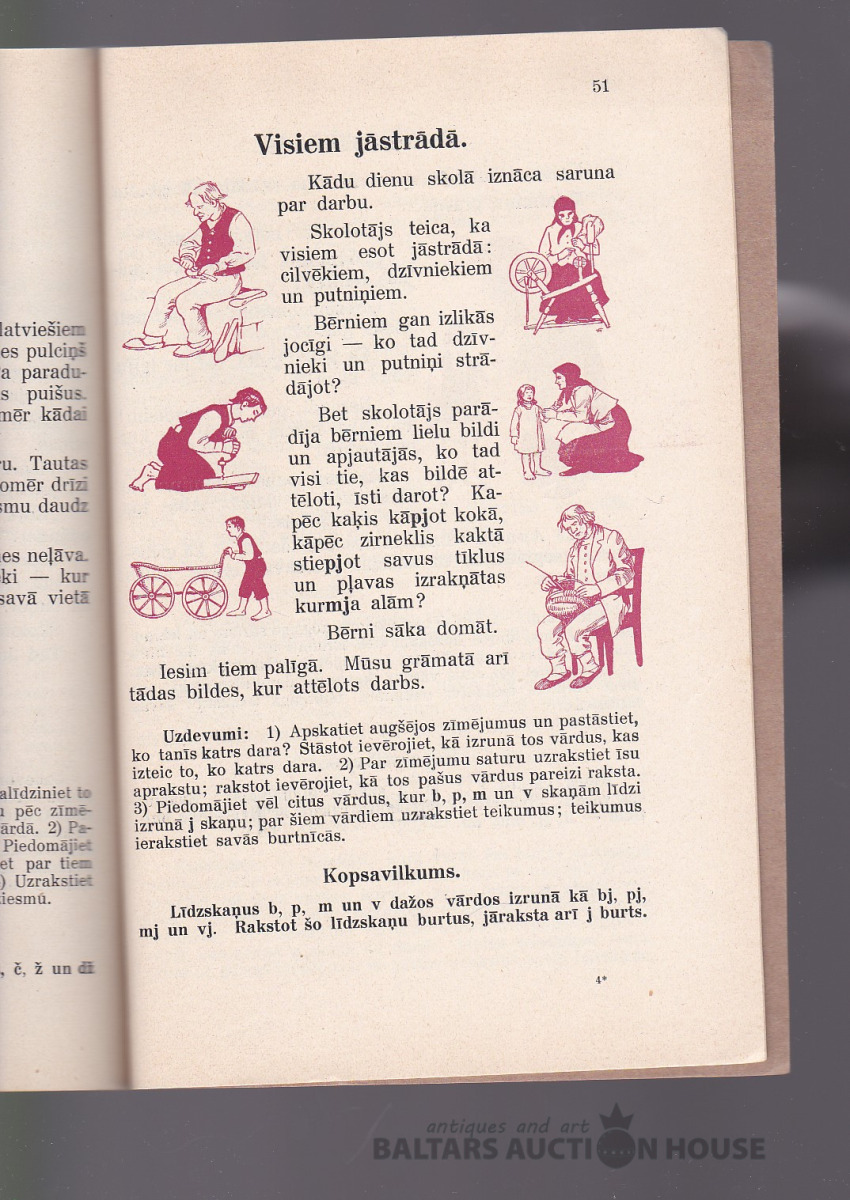 latviešiem
es pulciņš
a paradu-
s puišus.
mēr kādai
ru. Tautas
omēr drīzi
smu daudz
nes neļāva.
ki — kur
savā vietā
alīdziniet to
u pēc zīmē-
ārdā. 2) Pa-
Piedomājiet
iet par tiem
) Uzrakstiet
iesmu.
, č, ž un dž
51
Visiem jāstrādā.
Kādu dienu skolā iznāca saruna
par darbu.
Skolotājs teica, ka
visiem esot jāstrādā:
cilvēkiem, dzīvniekiem
un putniņiem.
Bērniem gan izlikās
jocīgi — ko tad dzīv-
nieki un putniņi strā-
dājot?
Bet skolotājs parā-
dīja bērniem lielu bildi
un apjautājās, ko tad
visi tie, kas bildē at-
tēloti, īsti darot? Ka-
pēc kaķis kāpjot kokā,
kāpēc zirneklis kaktā
stiepjot savus tīklus
un pļavas izrakņātas
kurmja alām?
Bērni sāka domāt.
Iesim tiem palīgā. Mūsu grāmatā arī
tādas bildes, kur attēlots darbs.
Uzdevumi: 1) Apskatiet augšējos zīmējumus un pastāstiet,
ko tanīs katrs dara? Stāstot ievērojiet, kā izrunā tos vārdus, kas
izteic to, ko katrs dara. 2) Par zīmējumu saturu uzrakstiet īsu
aprakstu; rakstot ievērojiet, kā tos pašus vārdus pareizi raksta.
3) Piedomājiet vēl citus vārdus, kur b, p, m un v skaņām līdzi
izrunā j skaņu; par šiem vārdiem uzrakstiet teikumus; teikumus
ierakstiet savās burtnīcās.
Kopsavilkums.
Līdzskaņus b, p, m un v dažos vārdos izrunā kā bj, pj,
mj un vj. Rakstot šo līdzskaņu burtus, jāraksta arī j burts.
4*
antiques and art
BALTARS AUCTION HOUSE